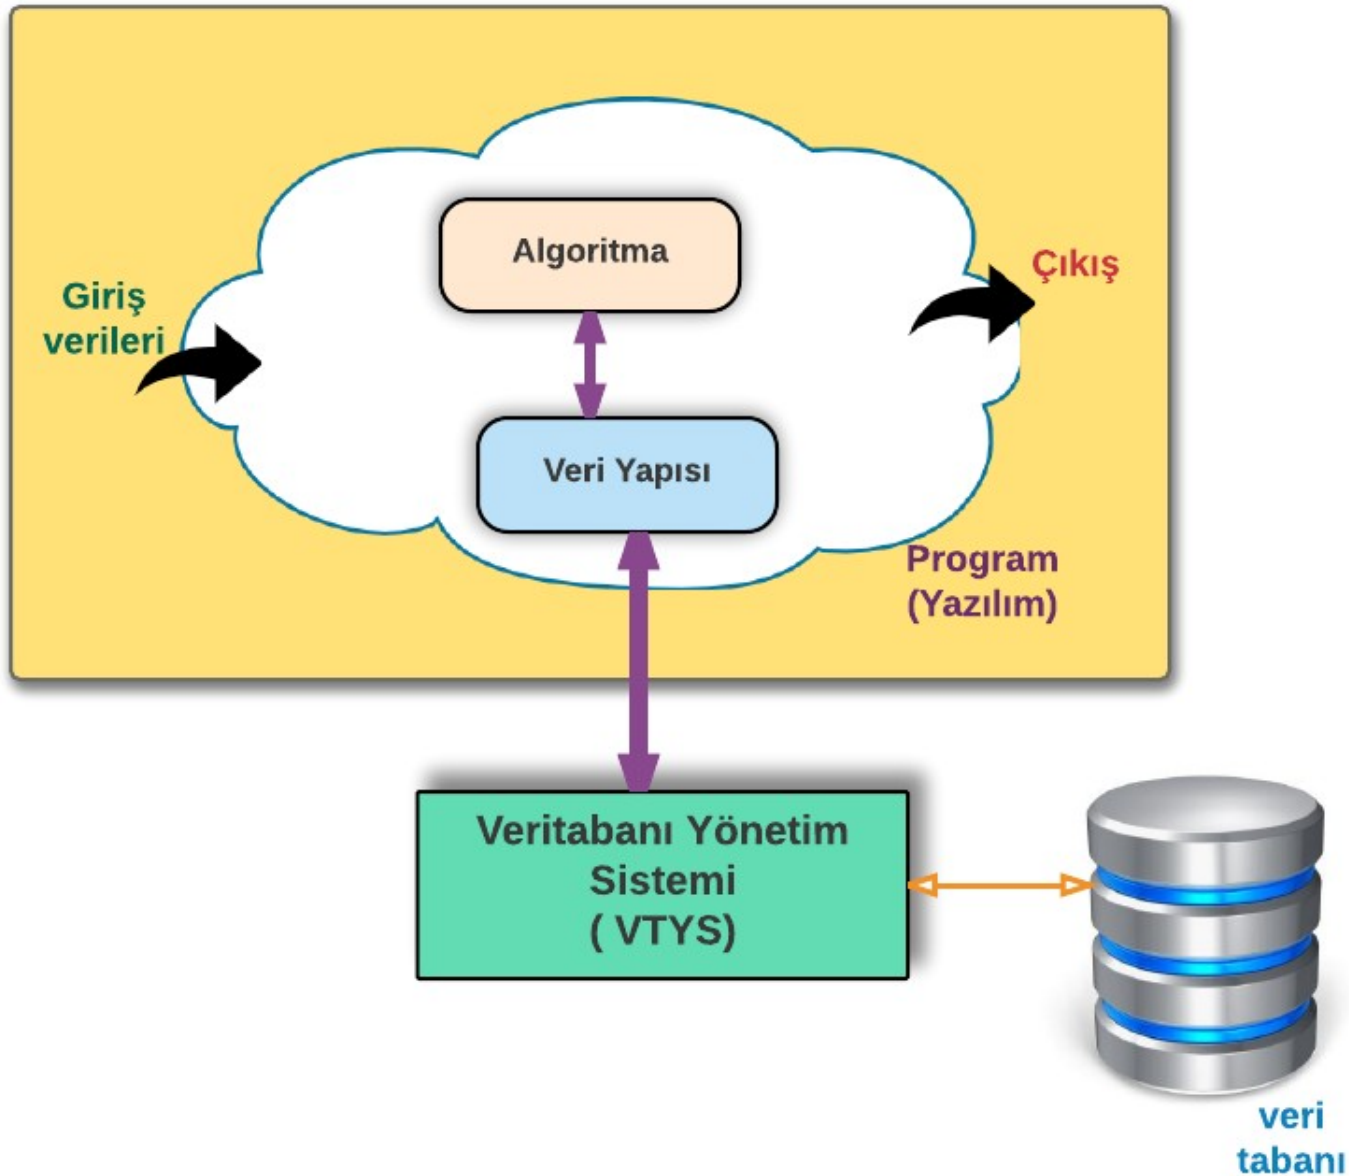 Algoritma
Çıkış
Giriş
verileri
Veri Yapısı
Program
(Yazılım)
Veritabanı Yönetim
Sistemi
( VTYS)
veri
tabanı